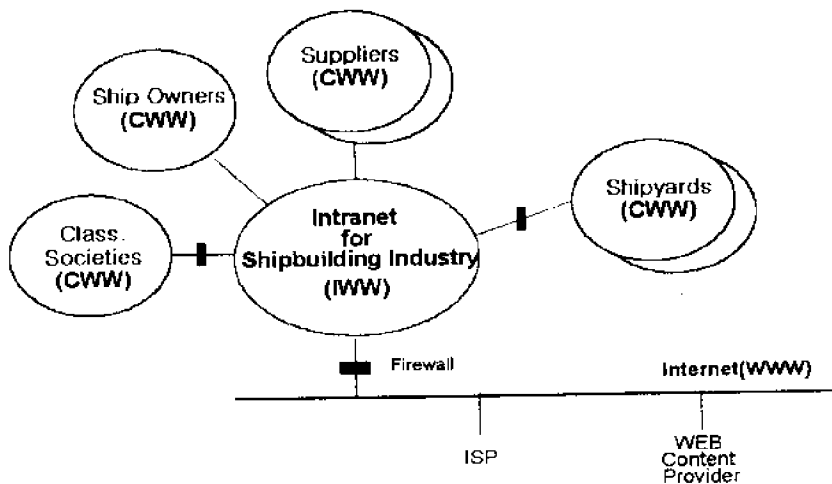 Suppliers
(CWW)
Ship Owners
(CWW)
Shipyards
(CWW)
Class.
Societies
(CWW)
Intranet
for
Shipbuilding Industry
(IWW)
Firewall
Internet(WWW)
ISP
WEB
Content
Provider